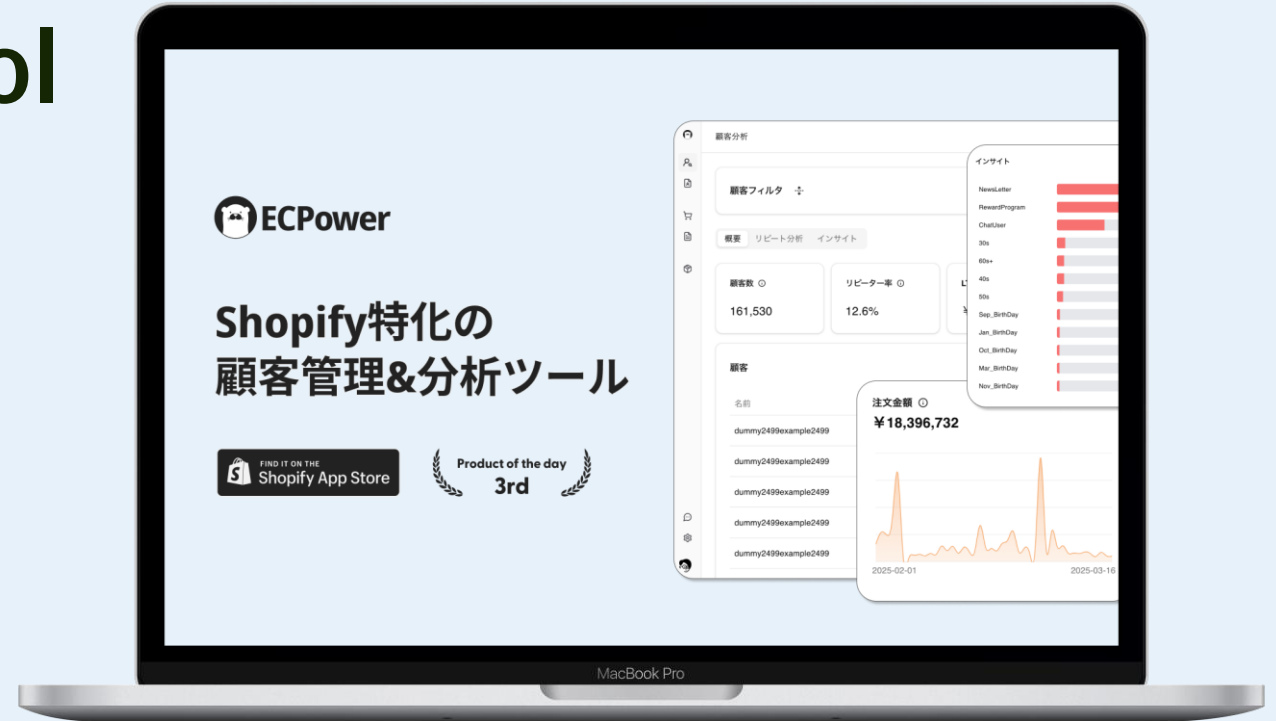 ol
ECPower
Shopify特化の
顧客管理&分析ツール
FIND IT ON THE
Shopify App Store
Product of the day
3rd
顧客分析
顧客フィルタ
概要 リピート分析 インサイト
顧客数
161,530
リピーター率
12.6%
顧客
名前
dummy2499example2499
dummy2499example2499
dummy2499example2499
dummy2499example2499
dummy2499example2499
インサイト
NewsLetter
RewardProgram
ChatUser
30s
60s+
40s
50s
Sep_BirthDay
Jan_BirthDay
Oct_BirthDay
Mar_BirthDay
Nov_BirthDay
注文金額
¥18,396,732
2025-02-01 2025-03-16
MacBook Pro